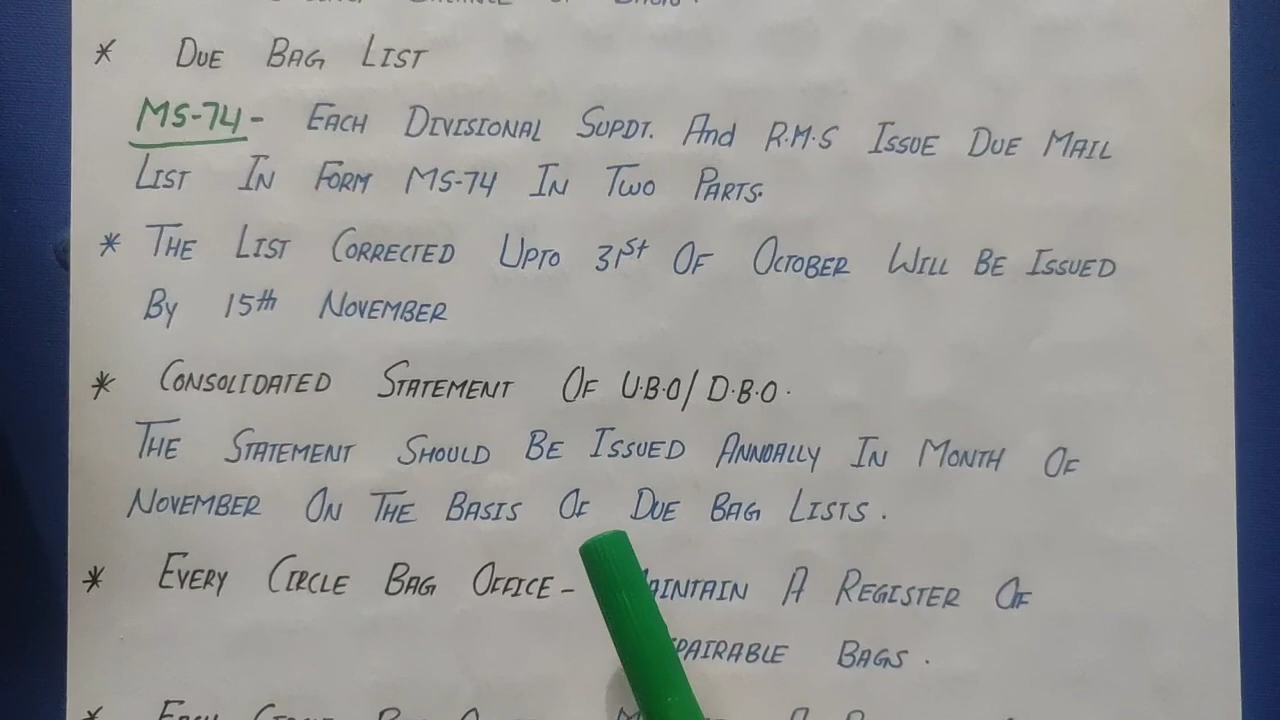 * DUE BAG LIST
MS-74- EACH DIVISIONAL SUPDT. AND R.M.S ISSUE DUE MAIL
LIST IN FORM MS-74 IN TWO PARTS.
* THE LIST CORRECTED UPTO 31st OF OCTOBER WILL BE ISSUED
BY 15th NOVEMBER
* CONSOLIDATED STATEMENT OF U.B.O/D.B.O.
THE STATEMENT SHOULD BE ISSUED ANNUALLY IN MONTH OF
NOVEMBER ON THE BASIS OF DUE BAG LISTS.
* EVERY CIRCLE BAG OFFICE- AINTAIN A REGISTER OF
PAIRABLE BAGS.